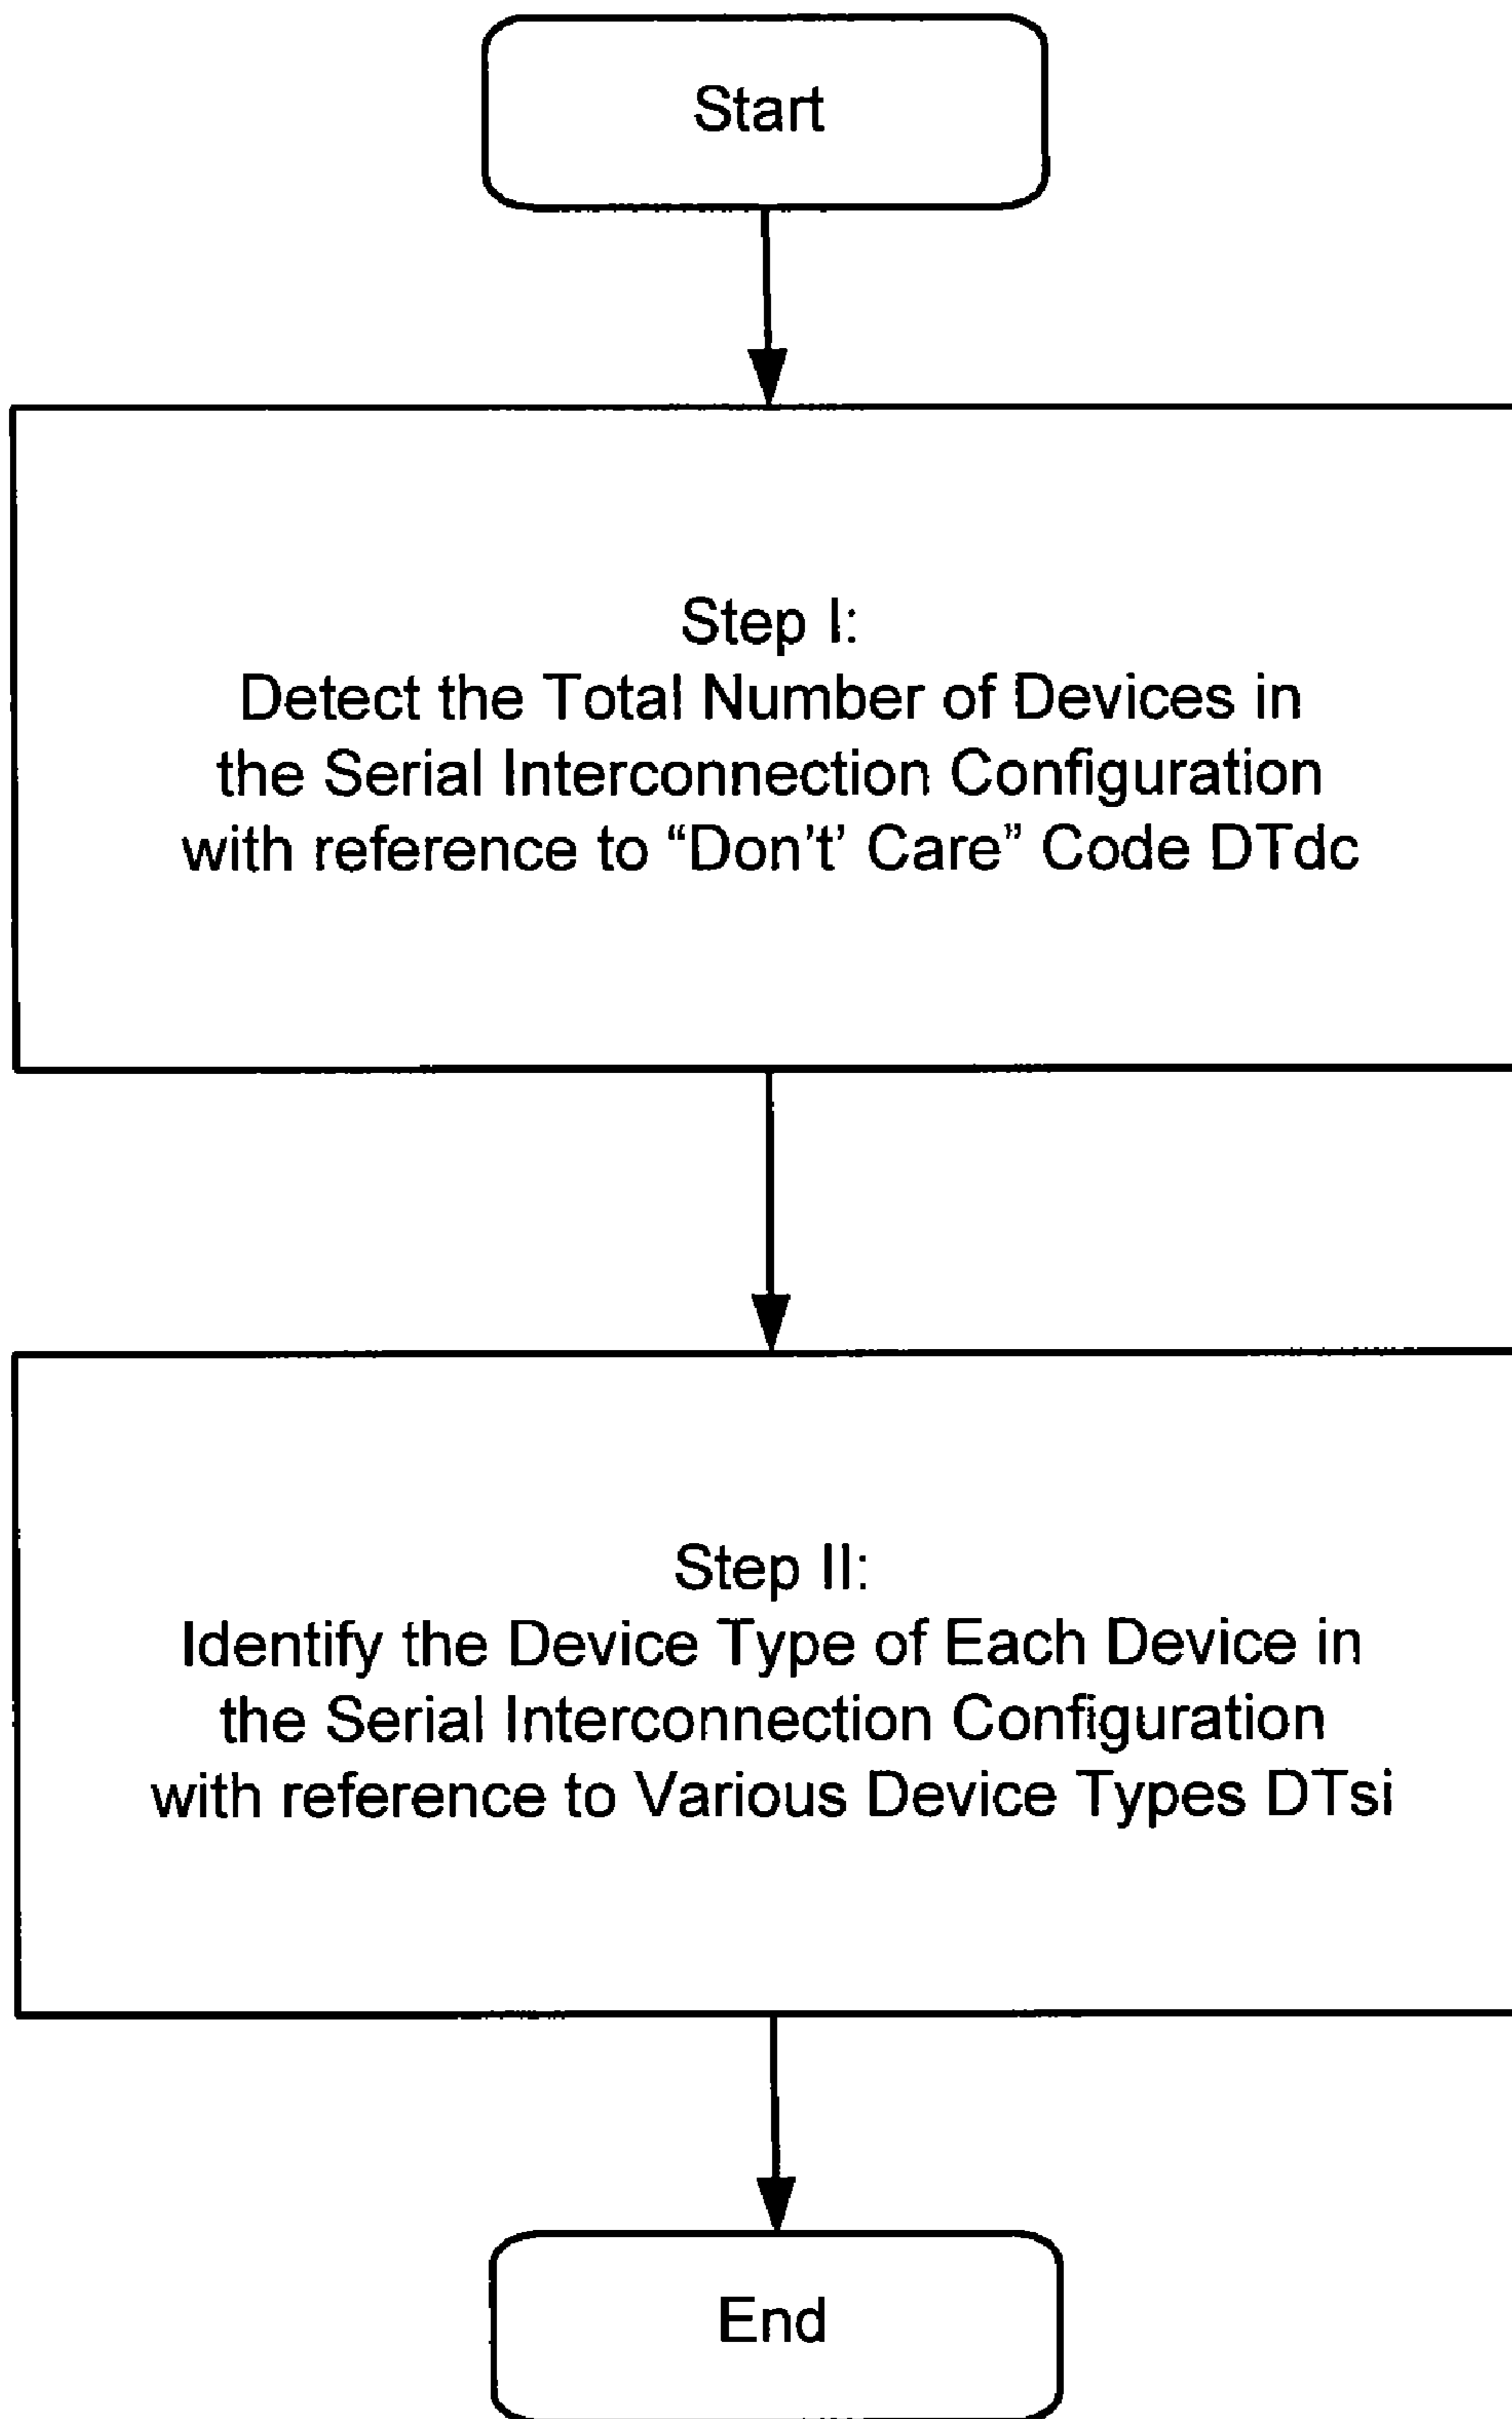 Start
Step I:
Detect the Total Number of Devices in
the Serial Interconnection Configuration
with reference to “Don't’ Care” Code DTdc
Step II:
Identify the Device Type of Each Device in
the Serial Interconnection Configuration
with reference to Various Device Types DTsi
End